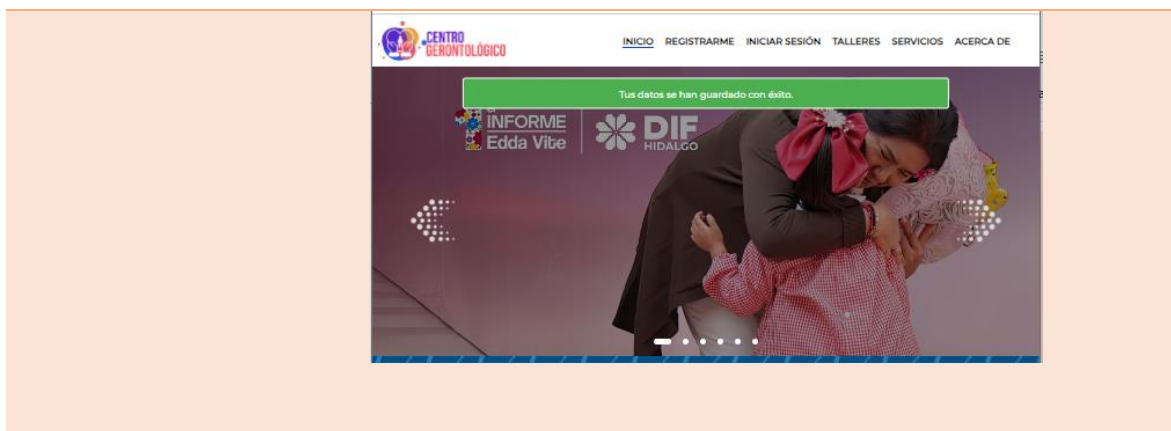 CENTRO
GERONTOLÓGICO
INICIO REGISTRARME INICIAR SESIÓN TALLERES SERVICIOS ACERCA DE
Tus datos se han guardado con éxito.
INFORME
Edda Vite
DIF
HIDALGO